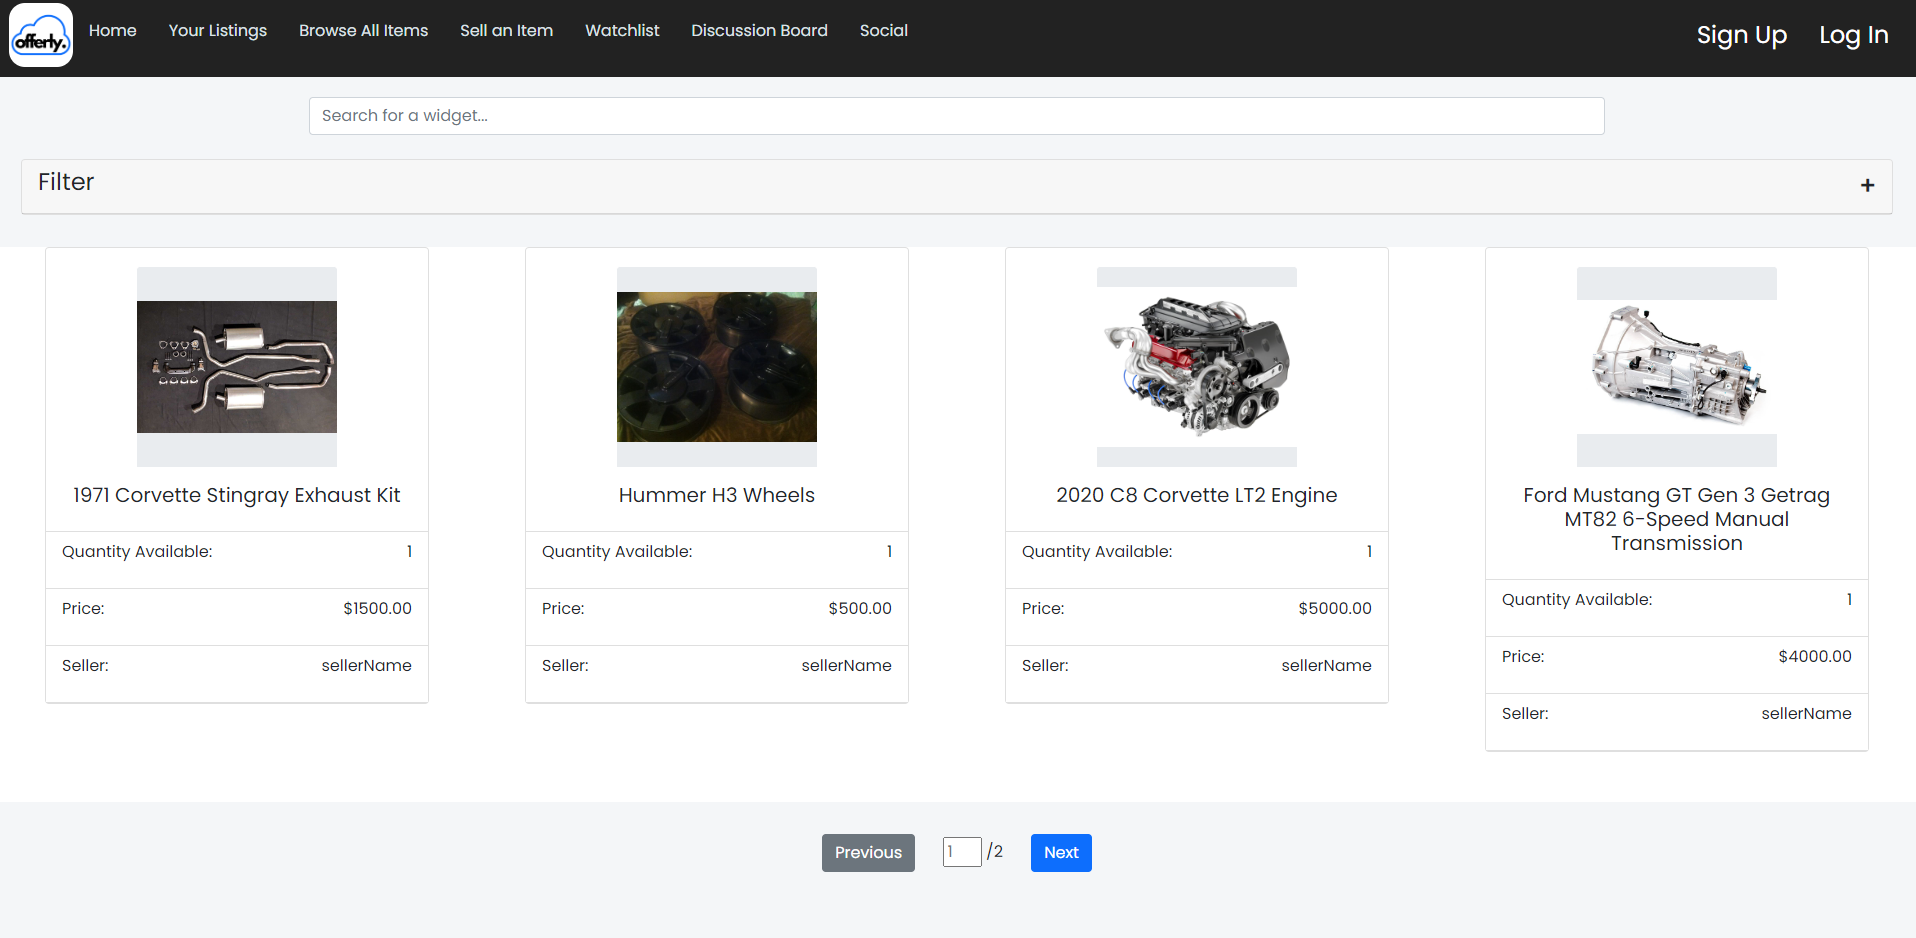 offerly.
Home
Your Listings
Browse All Items
Sell an Item
Watchlist
Discussion Board
Social
Sign Up
Log In
Search for a widget...
Filter
+
1971 Corvette Stingray Exhaust Kit
Quantity Available: 1
Price: $1500.00
Seller: sellerName
Hummer H3 Wheels
Quantity Available: 1
Price: $500.00
Seller: sellerName
2020 C8 Corvette LT2 Engine
Quantity Available: 1
Price: $5000.00
Seller: sellerName
Ford Mustang GT Gen 3 Getrag
MT82 6-Speed Manual
Transmission
Quantity Available: 1
Price: $4000.00
Seller: sellerName
Previous
1 /2
Next